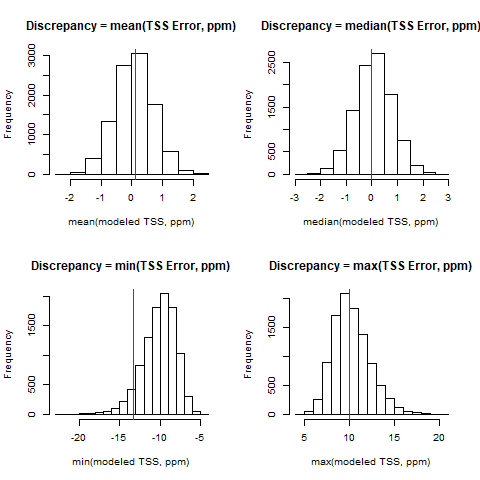 Discrepancy = mean(TSS Error, ppm)
Frequency
0 1000 2000 3000
-2 -1 0 1 2
mean(modeled TSS, ppm)
Discrepancy = median(TSS Error, ppm)
Frequency
0 500 1500 2500
-3 -2 -1 0 1 2 3
median(modeled TSS, ppm)
Discrepancy = min(TSS Error, ppm)
Frequency
0 500 1500
-20 -15 -10 -5
min(modeled TSS, ppm)
Discrepancy = max(TSS Error, ppm)
Frequency
0 500 1500
5 10 15 20
max(modeled TSS, ppm)